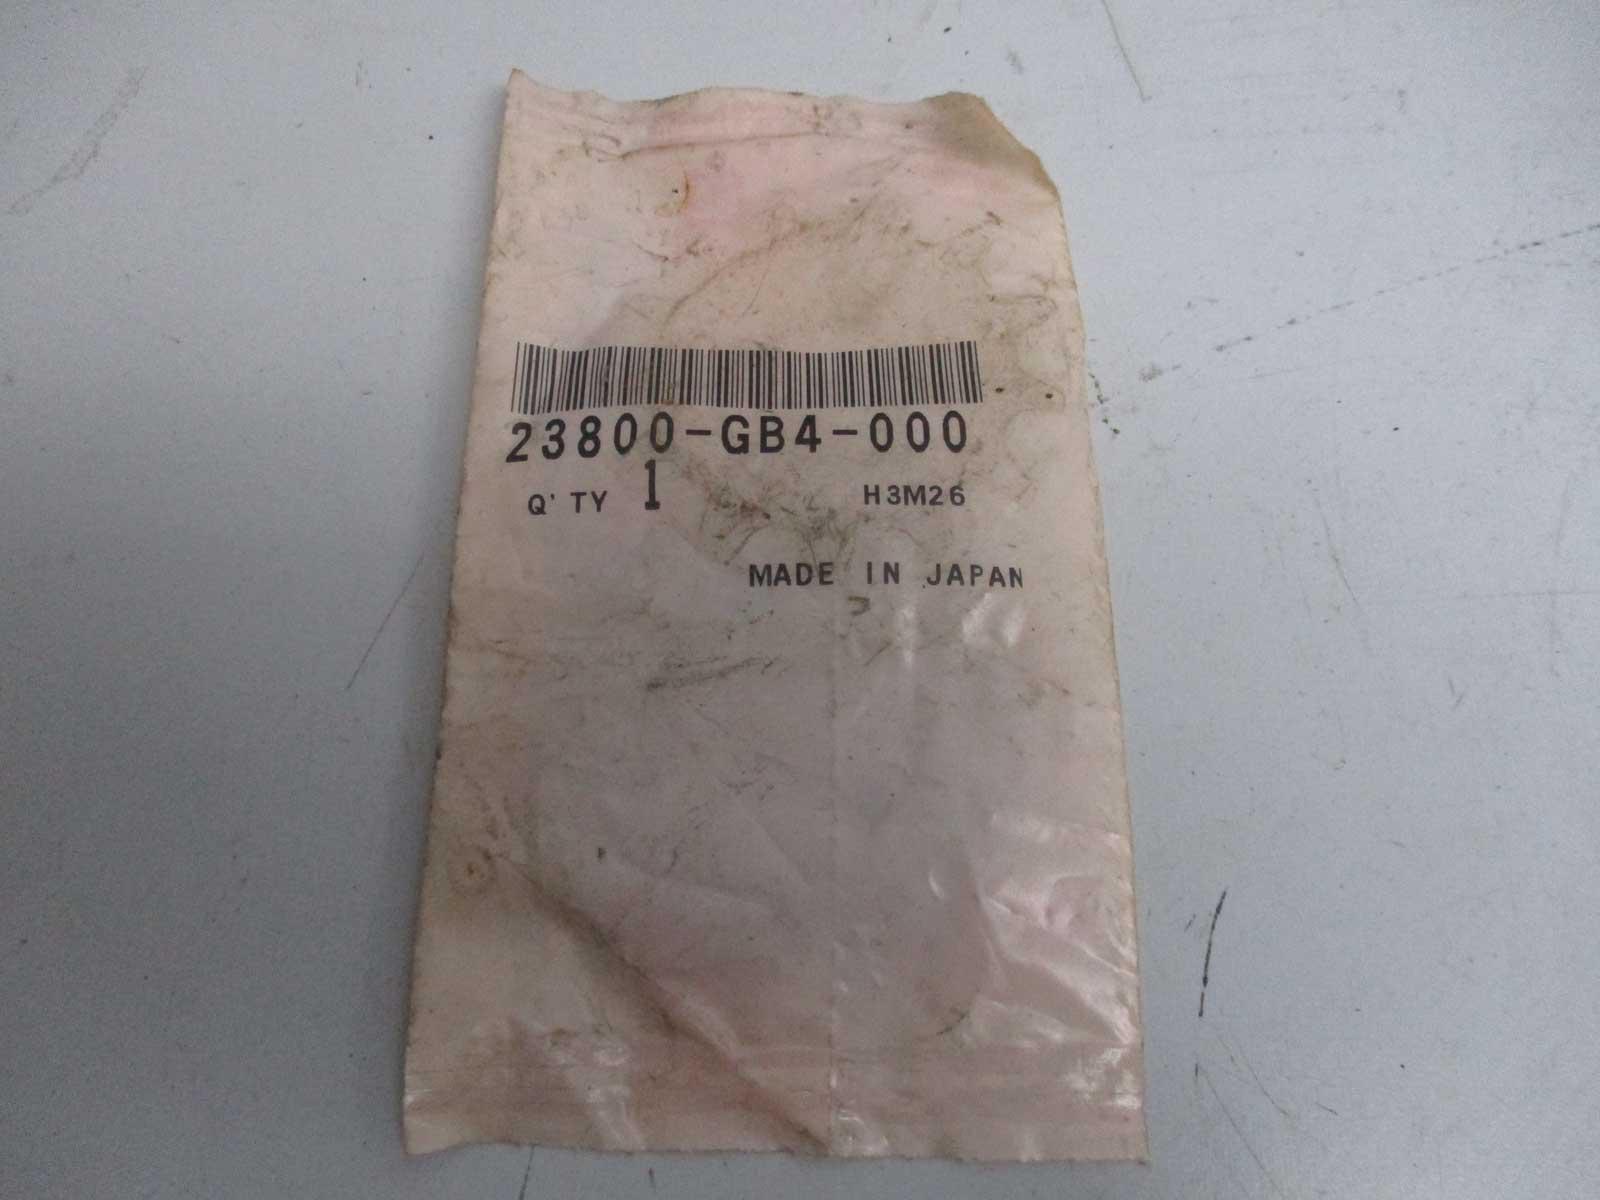 23800-GB4-000
Q'TY 1 H3M26
MADE IN JAPAN